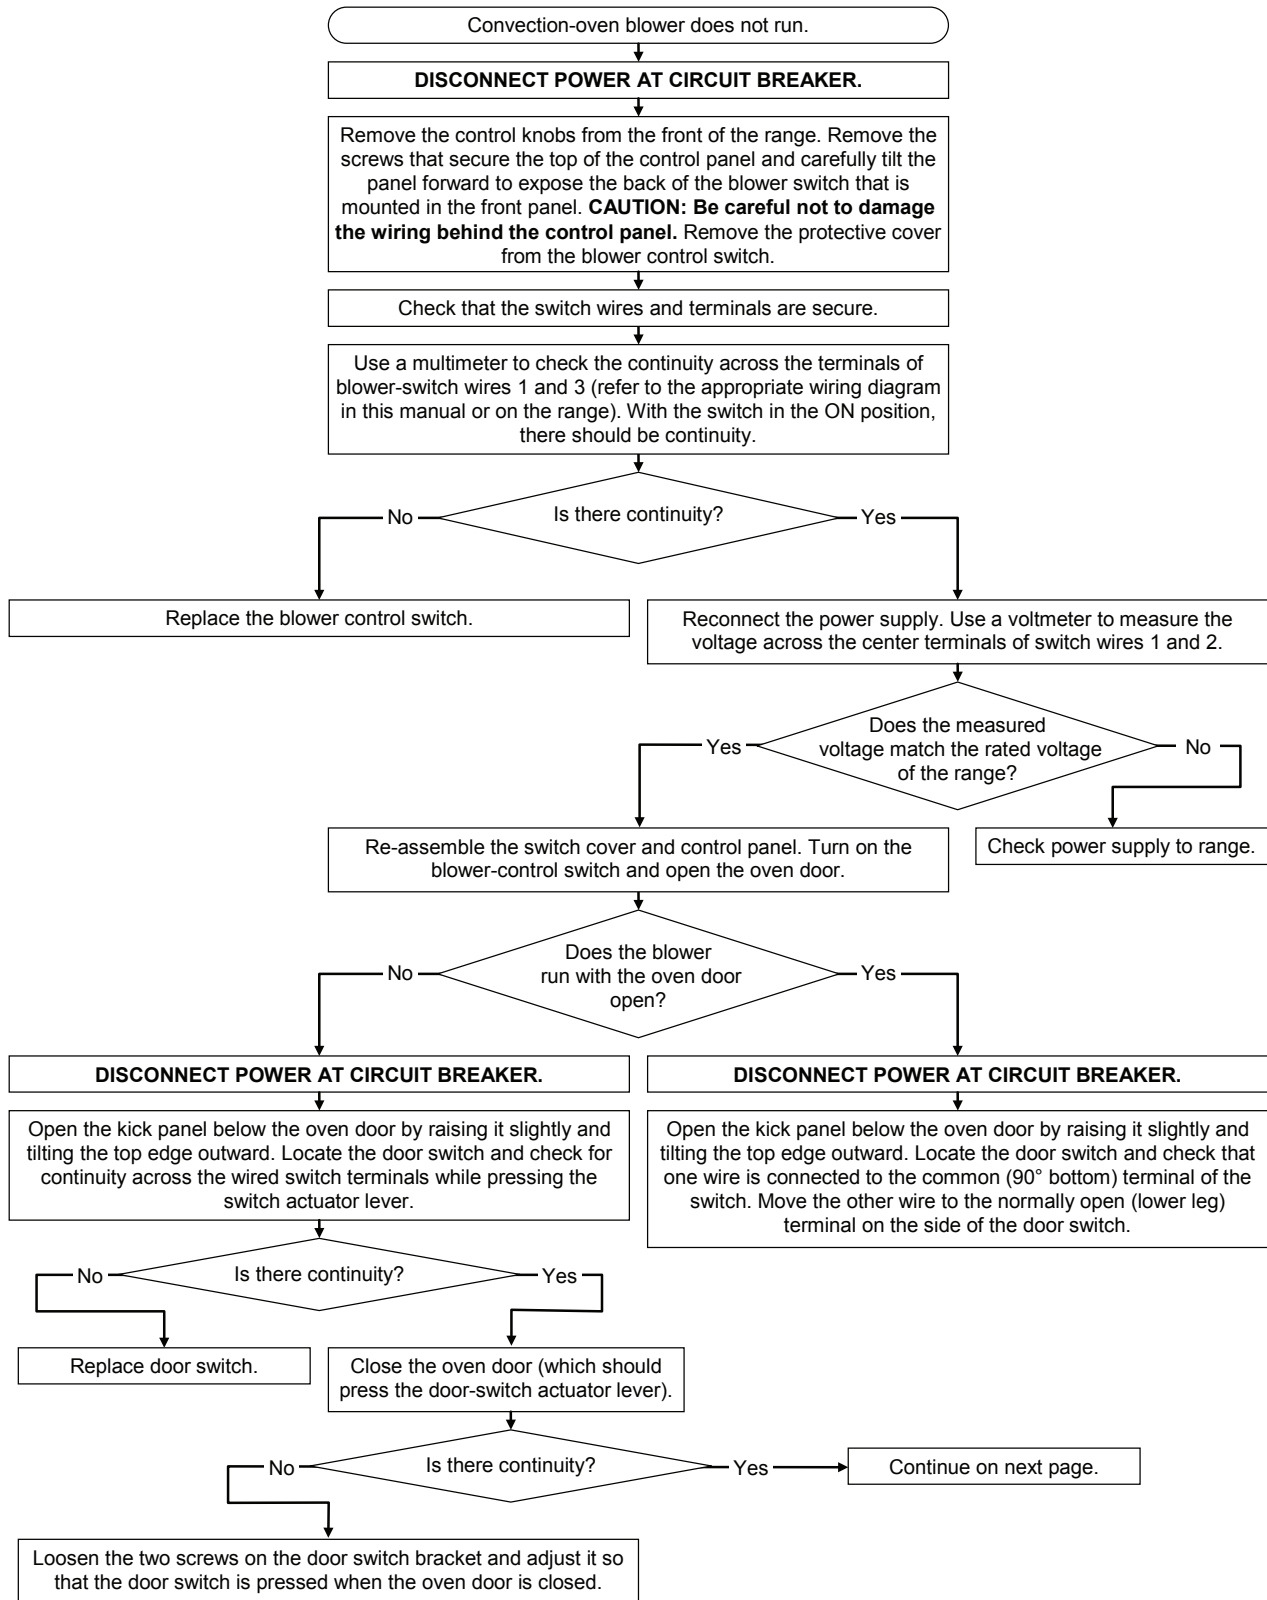 Convection-oven blower does not run.
DISCONNECT POWER AT CIRCUIT BREAKER.
Remove the control knobs from the front of the range. Remove the
screws that secure the top of the control panel and carefully tilt the
panel forward to expose the back of the blower switch that is
mounted in the front panel. CAUTION: Be careful not to damage
the wiring behind the control panel. Remove the protective cover
from the blower control switch.
Check that the switch wires and terminals are secure.
Use a multimeter to check the continuity across the terminals of
blower-switch wires 1 and 3 (refer to the appropriate wiring diagram
in this manual or on the range). With the switch in the ON position,
there should be continuity.
No
Is there continuity?
Yes
Replace the blower control switch.
Reconnect the power supply. Use a voltmeter to measure the
voltage across the center terminals of switch wires 1 and 2.
Yes
Does the measured
voltage match the rated voltage
of the range?
No
Re-assemble the switch cover and control panel. Turn on the
blower-control switch and open the oven door.
Check power supply to range.
No
Does the blower
run with the oven door
open?
Yes
DISCONNECT POWER AT CIRCUIT BREAKER.
Open the kick panel below the oven door by raising it slightly and
tilting the top edge outward. Locate the door switch and check for
continuity across the wired switch terminals while pressing the
switch actuator lever.
DISCONNECT POWER AT CIRCUIT BREAKER.
Open the kick panel below the oven door by raising it slightly and
tilting the top edge outward. Locate the door switch and check that
one wire is connected to the common (90° bottom) terminal of the
switch. Move the other wire to the normally open (lower leg)
terminal on the side of the door switch.
No
Is there continuity?
Yes
Replace door switch.
Close the oven door (which should
press the door-switch actuator lever).
No
Is there continuity?
Yes
Continue on next page.
Loosen the two screws on the door switch bracket and adjust it so
that the door switch is pressed when the oven door is closed.